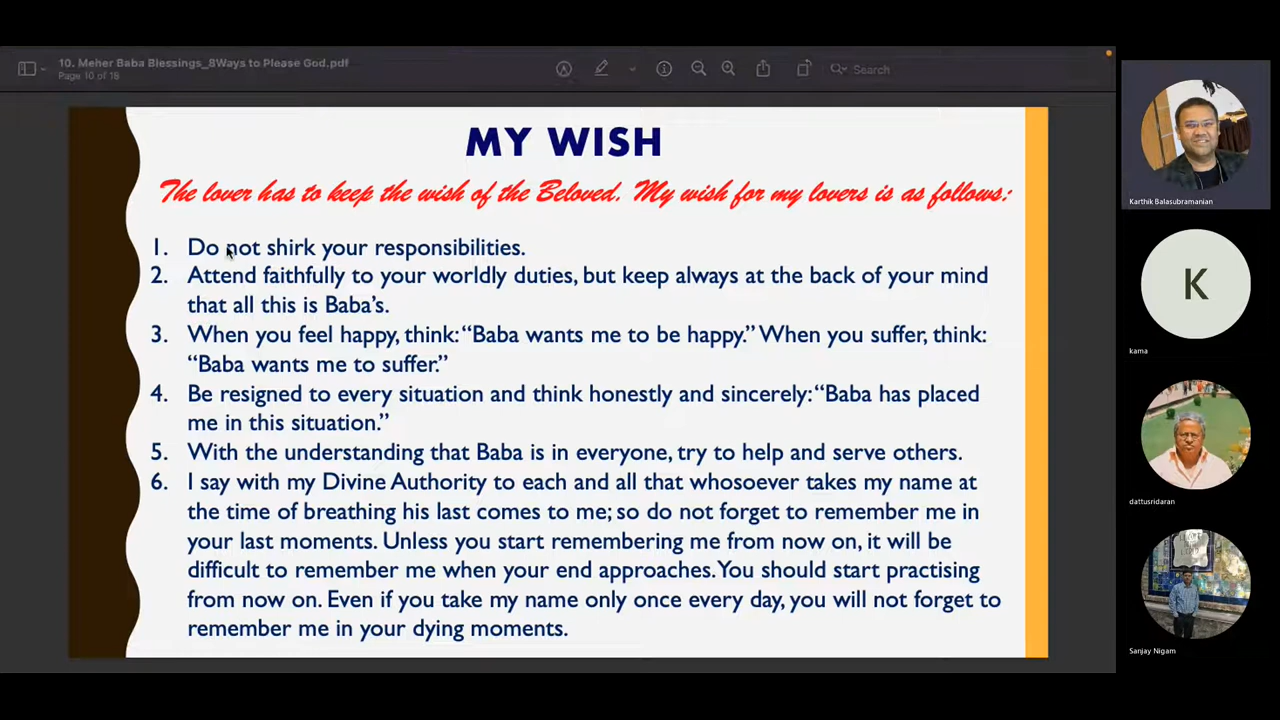 10. Meher Baba Blessings_8Ways to Please God.pdf
Page 10 of 18
Search
MY WISH
The lover has to keep the wish of the Beloved. My wish for my lovers is as follows:
1. Do not shirk your responsibilities.
2. Attend faithfully to your worldly duties, but keep always at the back of your mind
that all this is Baba's.
3. When you feel happy, think: “Baba wants me to be happy.” When you suffer, think:
“Baba wants me to suffer.”
4. Be resigned to every situation and think honestly and sincerely: “Baba has placed
me in this situation.”
5. With the understanding that Baba is in everyone, try to help and serve others.
6. I say with my Divine Authority to each and all that whosoever takes my name at
the time of breathing his last comes to me; so do not forget to remember me in
your last moments. Unless you start remembering me from now on, it will be
difficult to remember me when your end approaches. You should start practising
from now on. Even if you take my name only once every day, you will not forget to
remember me in your dying moments.
Karthik Balasubramanian
K
kama
dattusridaran
Sanjay Nigam